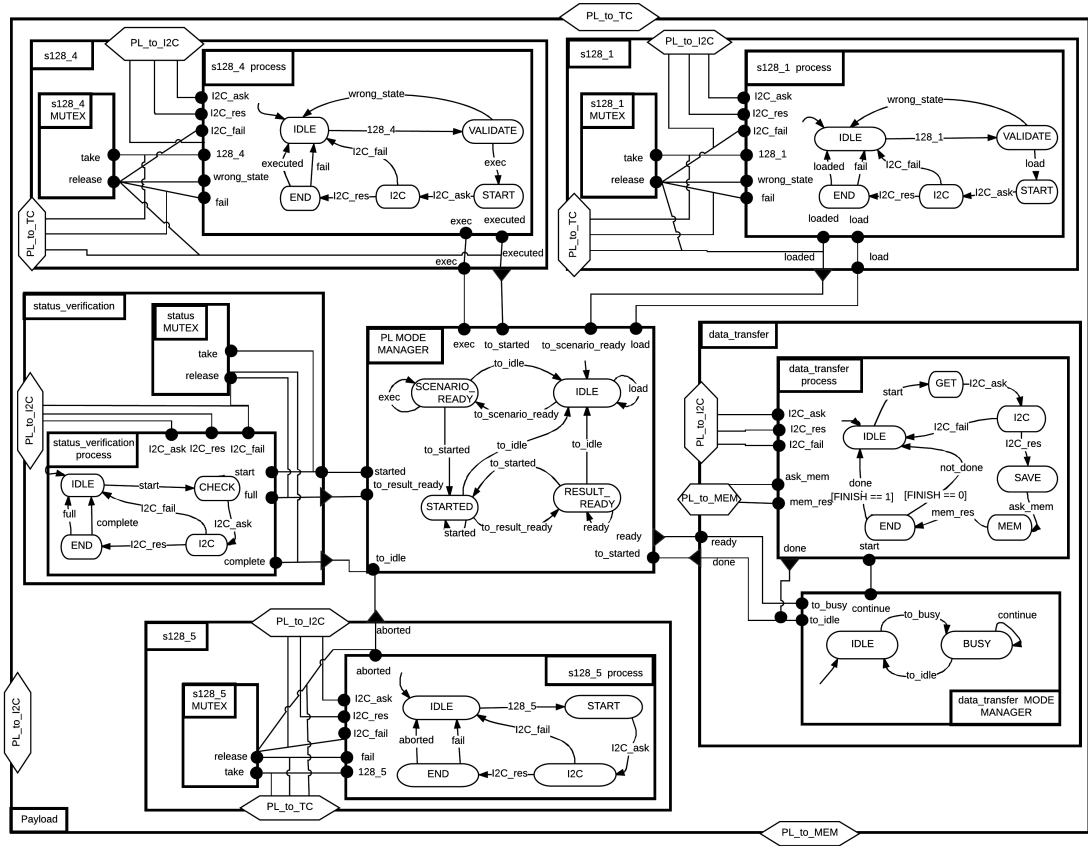 PL_to_TC
s128_4
PL_to_I2C
s128_4 process
s128_4
MUTEX
take
release
I2C_ask
I2C_res
I2C_fail
128_4
wrong_state
fail
wrong_state
IDLE
128_4
VALIDATE
executed
fail
I2C_fail
exec
END
I2C_res
I2C
I2C_ask
START
exec
executed
exec
executed
PL_to_TC
s128_1
PL_to_I2C
s128_1 process
s128_1
MUTEX
take
release
I2C_ask
I2C_res
I2C_fail
128_1
wrong_state
fail
wrong_state
IDLE
128_1
VALIDATE
loaded
fail
I2C_fail
load
END
I2C_res
I2C
I2C_ask
START
loaded
load
loaded
load
PL_to_TC
status_verification
status
MUTEX
take
release
PL_to_I2C
status_verification
process
I2C_ask
I2C_res
I2C_fail
IDLE
start
CHECK
start
full
full
complete
I2C_fail
I2C_ask
END
I2C_res
I2C
complete
PL MODE
MANAGER
exec
to_started
to_scenario_ready
load
to_idle
exec
SCENARIO_
READY
IDLE
load
to_scenario_ready
to_started
to_idle
to_idle
started
to_result_ready
to_started
STARTED
RESULT_
READY
to_result_ready
started
ready
ready
to_started
to_idle
data_transfer
data_transfer
process
PL_to_I2C
I2C_ask
I2C_res
I2C_fail
ask_mem
mem_res
PL_to_MEM
GET
I2C_ask
start
I2C
IDLE
I2C_fail
I2C_res
not_done
done
SAVE
[FINISH == 1]
[FINISH == 0]
ask_mem
mem_res
END
MEM
ready
done
done
start
to_busy
to_idle
continue
to_busy
continue
IDLE
BUSY
to_idle
data_transfer MODE
MANAGER
s128_5
PL_to_I2C
aborted
aborted
s128_5 process
s128_5
MUTEX
release
take
I2C_ask
I2C_res
I2C_fail
fail
128_5
IDLE
128_5
START
aborted
fail
I2C_fail
I2C_ask
END
I2C_res
I2C
PL_to_TC
PL_to_I2C
Payload
PL_to_MEM